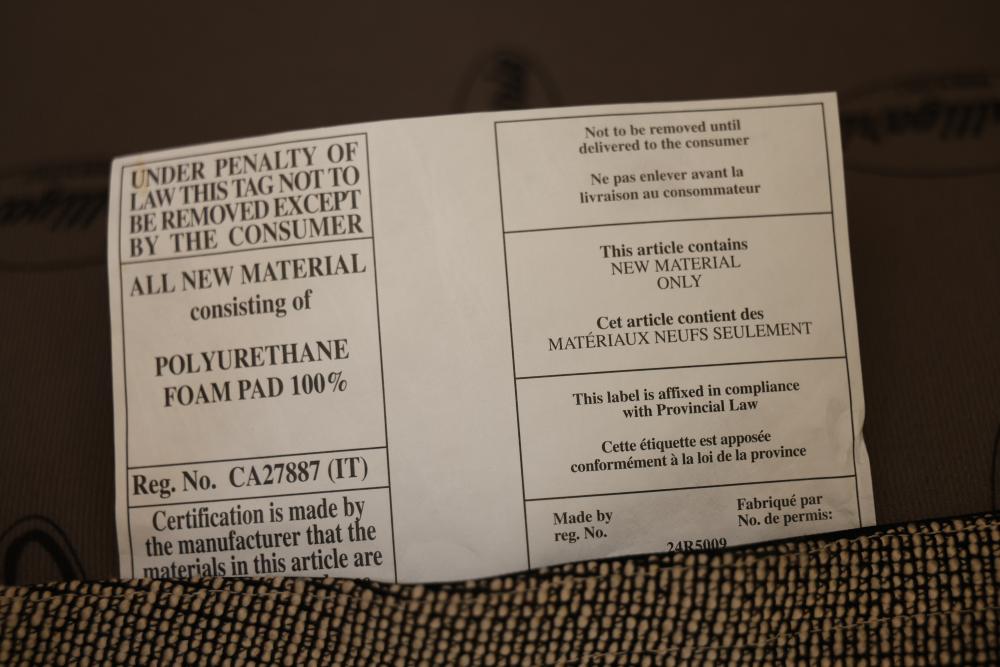 UNDER PENALTY OF
LAW THIS TAG NOT TO
BE REMOVED EXCEPT
BY THE CONSUMER
ALL NEW MATERIAL
consisting of
POLYURETHANE
FOAM PAD 100%
Reg. No. CA27887 (IT)
Certification is made by
the manufacturer that the
materials in this article are
Not to be removed until
delivered to the consumer
Ne pas enlever avant la
livraison au consommateur
This article contains
NEW MATERIAL
ONLY
Cet article contient des
MATÉRIAUX NEUFS SEULEMENT
This label is affixed in compliance
with Provincial Law
Cette étiquette est apposée
conformément à la loi de la province
Made by
reg. No.
Fabriqué par
No. de permis:
24R5009